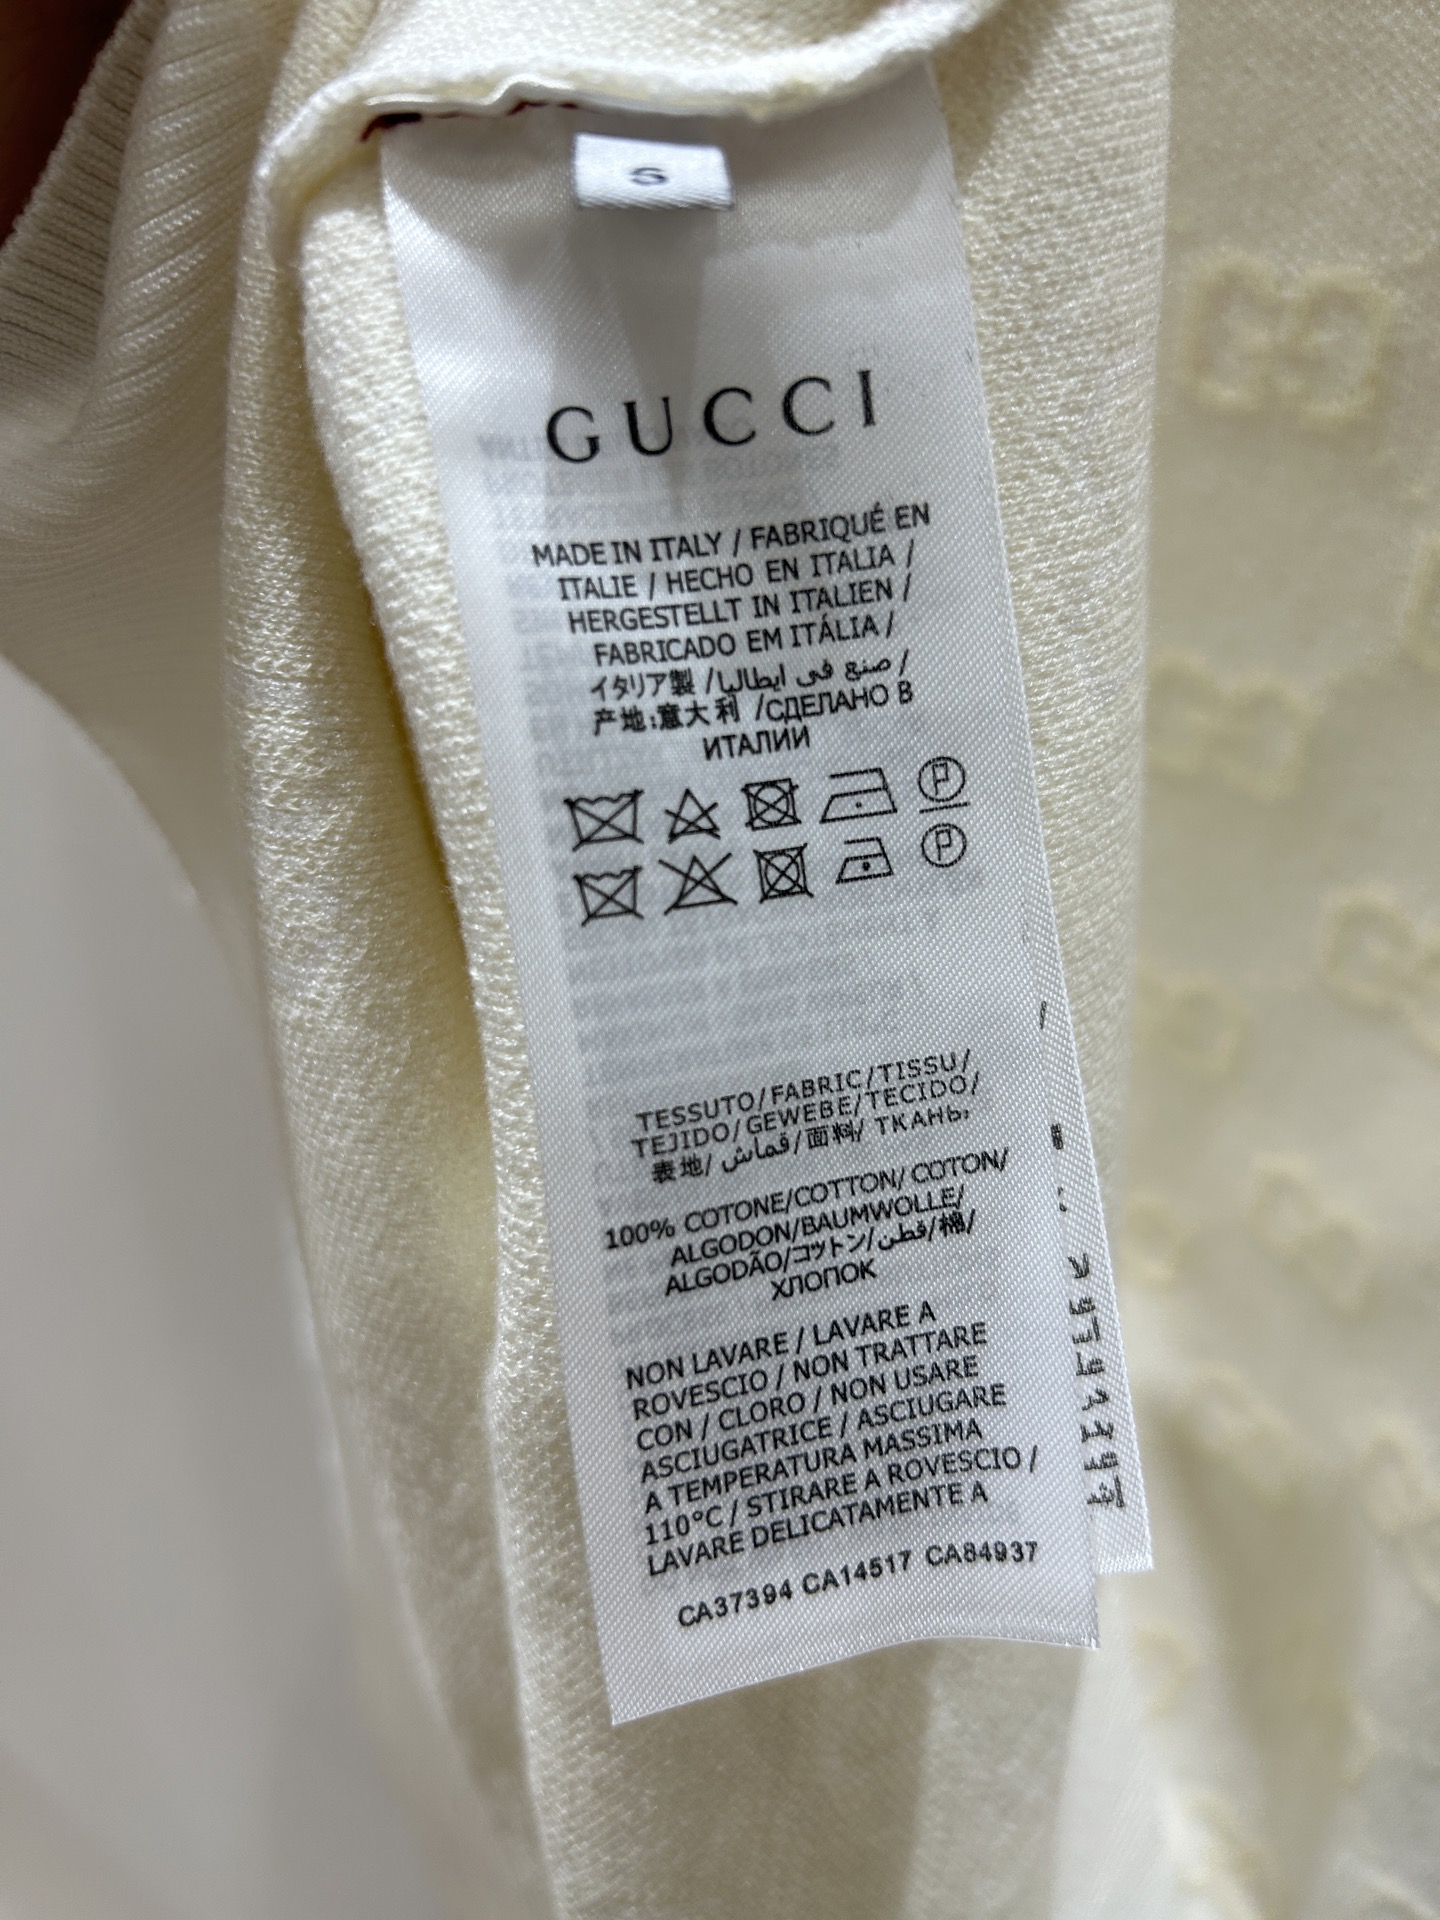 S
GUCCI
MADE IN ITALY / FABRIQUÉ EN
ITALIE / HECHO EN ITALIA /
HERGESTELLT IN ITALIEN /
FABRICADO EM ITÁLIA /
イタリア製 / صنع في ايطاليا /
产地:意大利 /СДЕЛАНО В
ИТАЛИИ
P
P
TESSUTO/FABRIC/TISSU/
TEJIDO/GEWEBE/TECIDO/
表地/ قماش/面料/ ТКАНЬ:
100% COTONE/COTTON/COTON/
ALGODON/BAUMWOLLE/
ALGODÃO/コットン/قطن/棉/
ХЛОПОК
NON LAVARE / LAVARE A
ROVESCIO / NON TRATTARE
CON / CLORO / NON USARE
ASCIUGATRICE / ASCIUGARE
A TEMPERATURA MASSIMA
110°C / STIRARE A ROVESCIO /
LAVARE DELICATAMENTE A
CA37394 CA14517 CA84937